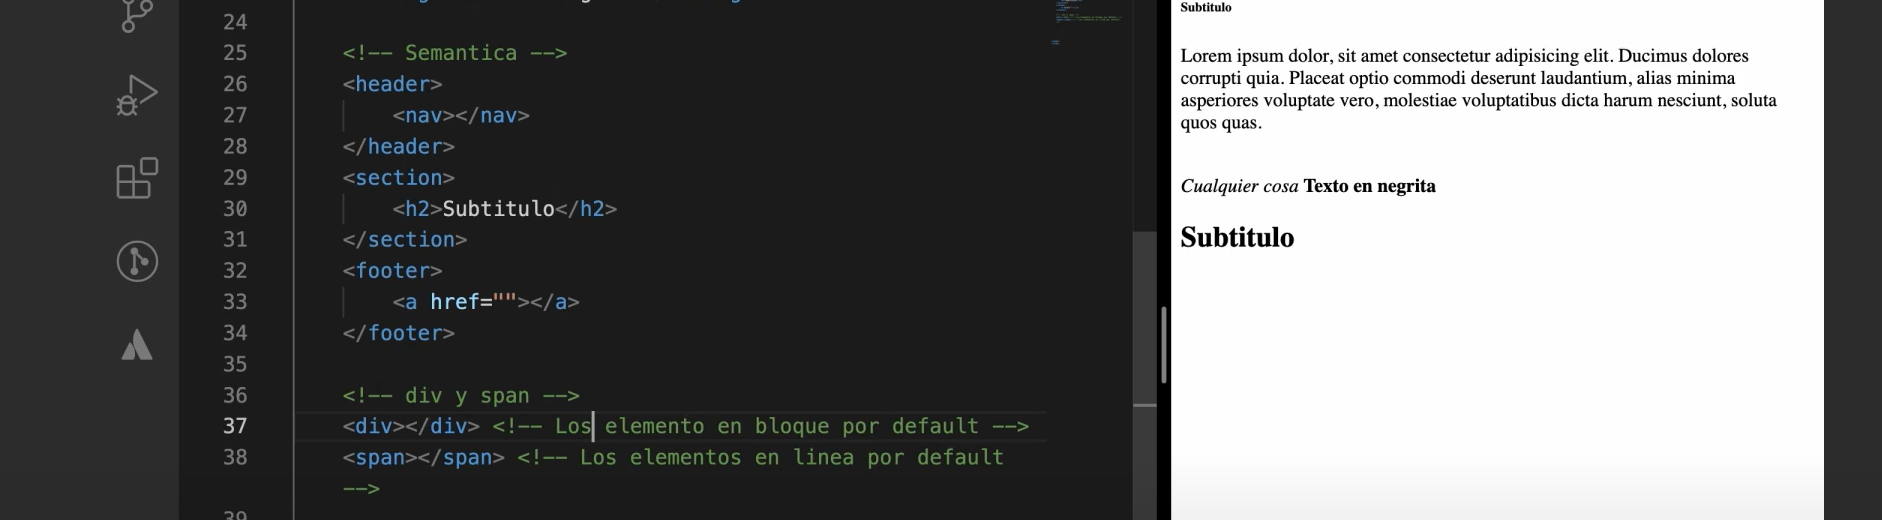 24
25 <!-- Semantica -->
26 <header>
27 <nav></nav>
28 </header>
29 <section>
30 <h2>Subtitulo</h2>
31 </section>
32 <footer>
33 <a href=""></a>
34 </footer>
35
36 <!-- div y span -->
37 <div></div> <!-- Los elemento en bloque por default -->
38 <span></span> <!-- Los elementos en linea por default
-->
39
Subtitulo
Lorem ipsum dolor, sit amet consectetur adipisicing elit. Ducimus dolores
corrupti quia. Placeat optio commodi deserunt laudantium, alias minima
asperiores voluptate vero, molestiae voluptatibus dicta harum nesciunt, soluta
quos quas.
Cualquier cosa Texto en negrita
Subtitulo